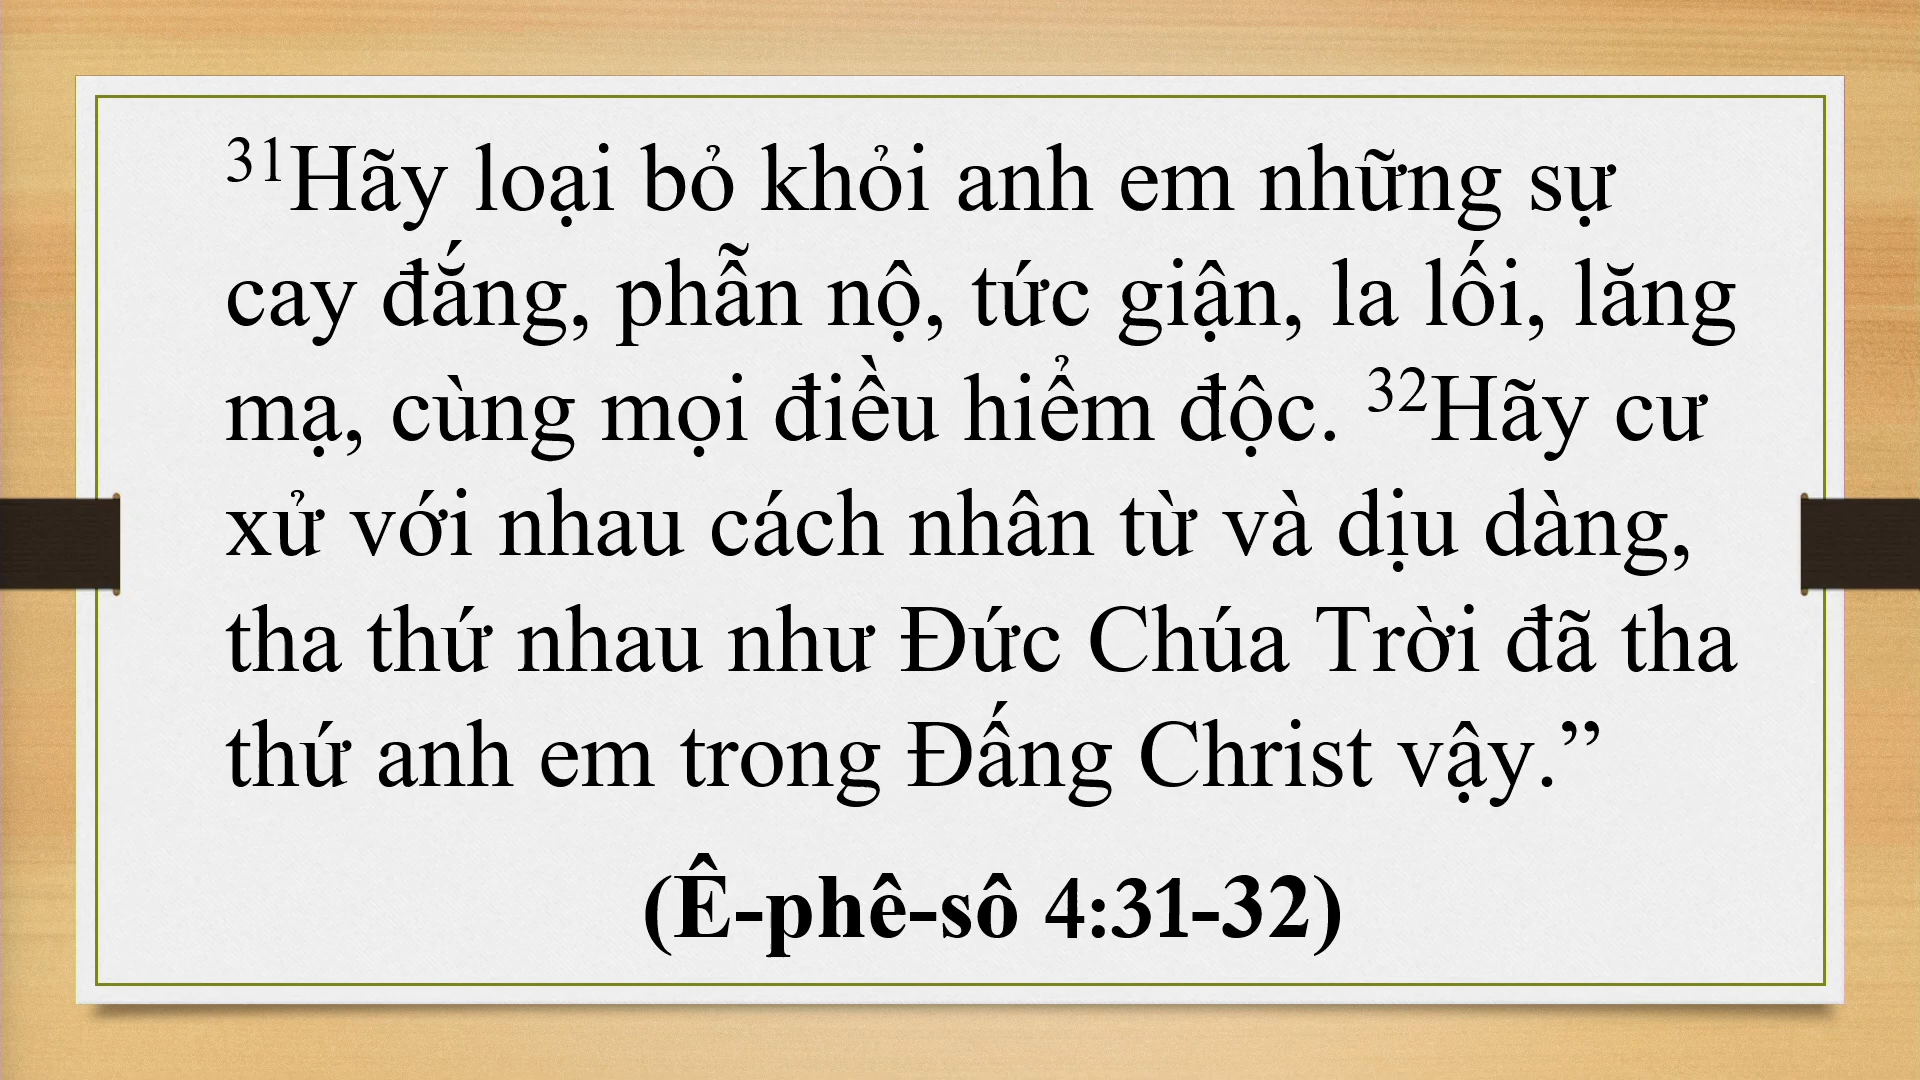 ³¹Hãy loại bỏ khỏi anh em những sự
cay đắng, phẫn nộ, tức giận, la lối, lăng
mạ, cùng mọi điều hiểm độc. ³²Hãy cư
xử với nhau cách nhân từ và dịu dàng,
tha thứ nhau như Đức Chúa Trời đã tha
thứ anh em trong Đấng Christ vậy.”
(Ê-phê-sô 4:31-32)